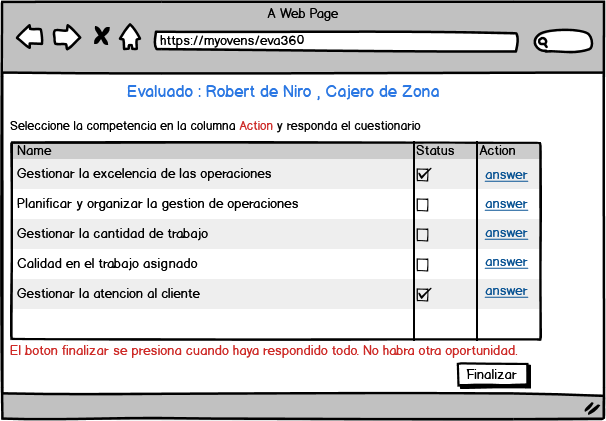 A Web Page
https://myovens/eva360
Evaluado : Robert de Niro , Cajero de Zona
Seleccione la competencia en la columna Action y responda el cuestionario
Name Status Action
Gestionar la excelencia de las operaciones answer
Planificar y organizar la gestion de operaciones answer
Gestionar la cantidad de trabajo answer
Calidad en el trabajo asignado answer
Gestionar la atencion al cliente answer
El boton finalizar se presiona cuando haya respondido todo. No habra otra oportunidad.
Finalizar